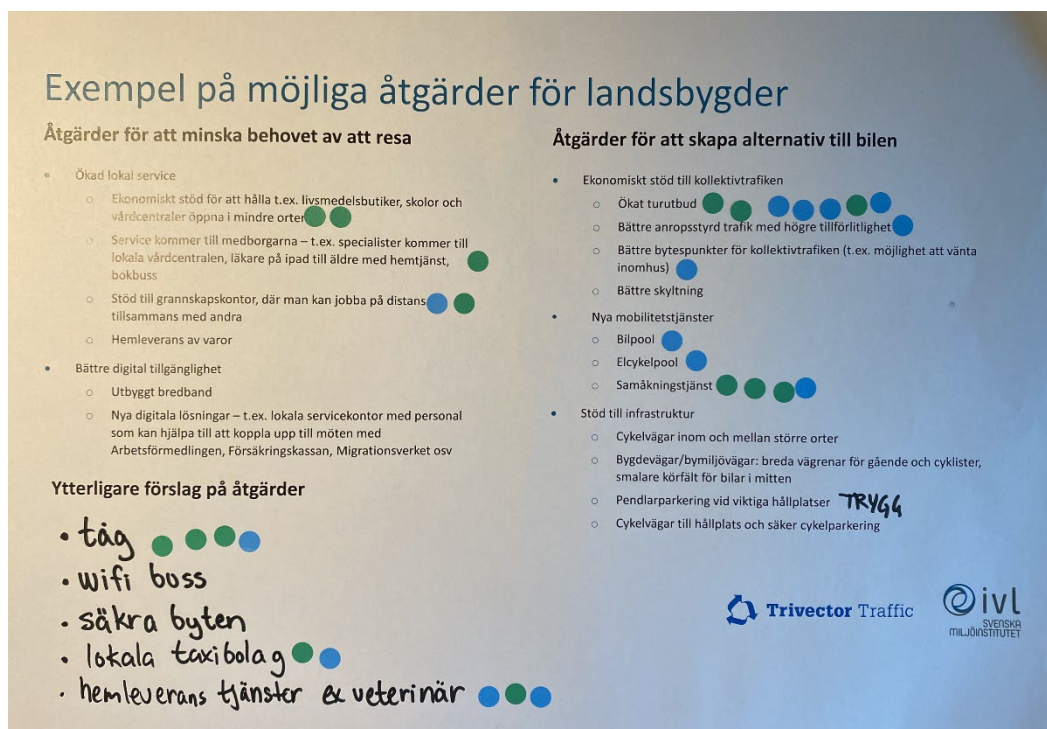 Exempel på möjliga åtgärder för landsbygder
Åtgärder för att minska behovet av att resa
Ökad lokal service
Ekonomiskt stöd för att hålla t.ex. livsmedelsbutiker, skolor och
vårdcentraler öppna i mindre orter
Service kommer till medborgarna – t.ex. specialister kommer till
lokala vårdcentralen, läkare på ipad till äldre med hemtjänst,
bokbuss
Stöd till grannskapskontor, där man kan jobba på distans
tillsammans med andra
Hemleverans av varor
Bättre digital tillgänglighet
Utbyggt bredband
Nya digitala lösningar – t.ex. lokala servicekontor med personal
som kan hjälpa till att koppla upp till möten med
Arbetsförmedlingen, Försäkringskassan, Migrationsverket osv
Ytterligare förslag på åtgärder
• tåg
• wifi buss
• säkra byten
• lokala taxibolag
• hemleverans tjänster ex veterinär
Åtgärder för att skapa alternativ till bilen
Ekonomiskt stöd till kollektivtrafiken
Ökat turutbud
Bättre anropsstyrd trafik med högre tillförlitlighet
Bättre bytespunkter för kollektivtrafiken (t.ex. möjlighet att vänta
inomhus)
Bättre skyltning
Nya mobilitetstjänster
Bilpool
Elcykelpool
Samåkningstjänst
Stöd till infrastruktur
Cykelvägar inom och mellan större orter
Bygdevägar/bymiljövägar: breda vägrenar för gående och cyklister,
smalare körfält för bilar i mitten
Pendlarparkering vid viktiga hållplatser TRYGG
Cykelvägar till hållplats och säker cykelparkering
Trivector Traffic
ivl
SVENSKA
MILJÖINSTITUTET